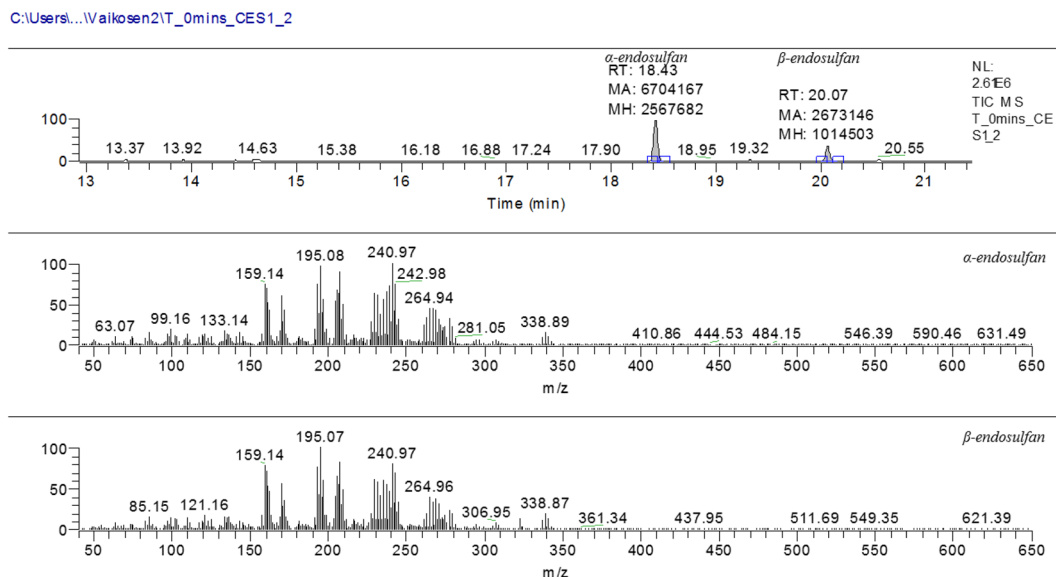 C:\Users\...\Vaikosen2\T_0mins_CES1_2
α-endosulfan
RT: 18.43
MA: 6704167
MH: 2567682
β-endosulfan
RT: 20.07
MA: 2673146
MH: 1014503
NL:
2.61E6
TIC MS
T_0mins_CE
S1_2
100
0
13.37 13.92 14.63 15.38 16.18 16.88 17.24 17.90 18.95 19.32 20.55
13 14 15 16 17 18 19 20 21
Time (min)
α-endosulfan
100
50
0
63.07 99.16 133.14 159.14 195.08 240.97 242.98 264.94 281.05 338.89 410.86 444.53 484.15 546.39 590.46 631.49
50 100 150 200 250 300 350 400 450 500 550 600 650
m/z
β-endosulfan
100
50
0
85.15 121.16 159.14 195.07 240.97 264.96 306.95 338.87 361.34 437.95 511.69 549.35 621.39
50 100 150 200 250 300 350 400 450 500 550 600 650
m/z